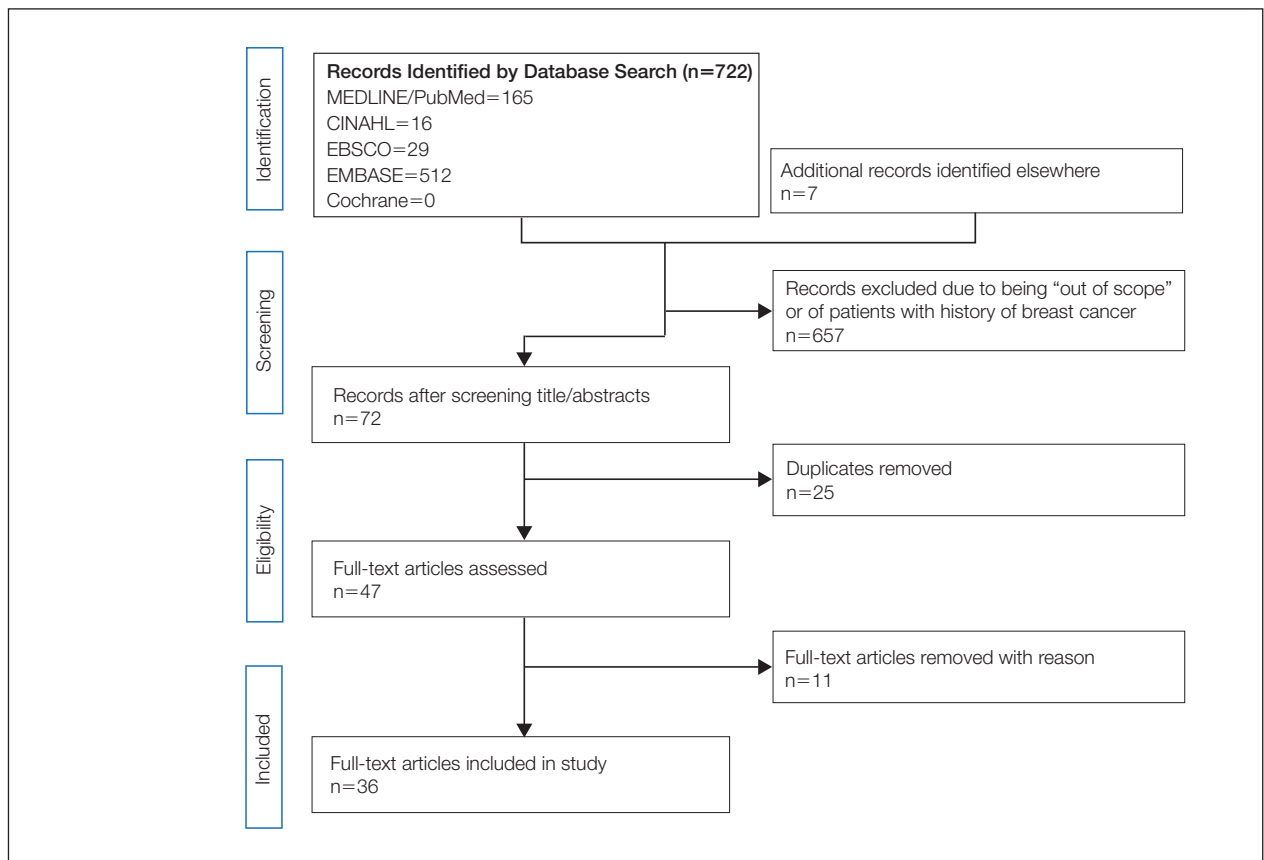 Identification
Records Identified by Database Search (n=722)
MEDLINE/PubMed=165
CINAHL=16
EBSCO=29
EMBASE=512
Cochrane=0
Additional records identified elsewhere
n=7
Screening
Records excluded due to being “out of scope”
or of patients with history of breast cancer
n=657
Records after screening title/abstracts
n=72
Eligibility
Duplicates removed
n=25
Full-text articles assessed
n=47
Included
Full-text articles removed with reason
n=11
Full-text articles included in study
n=36